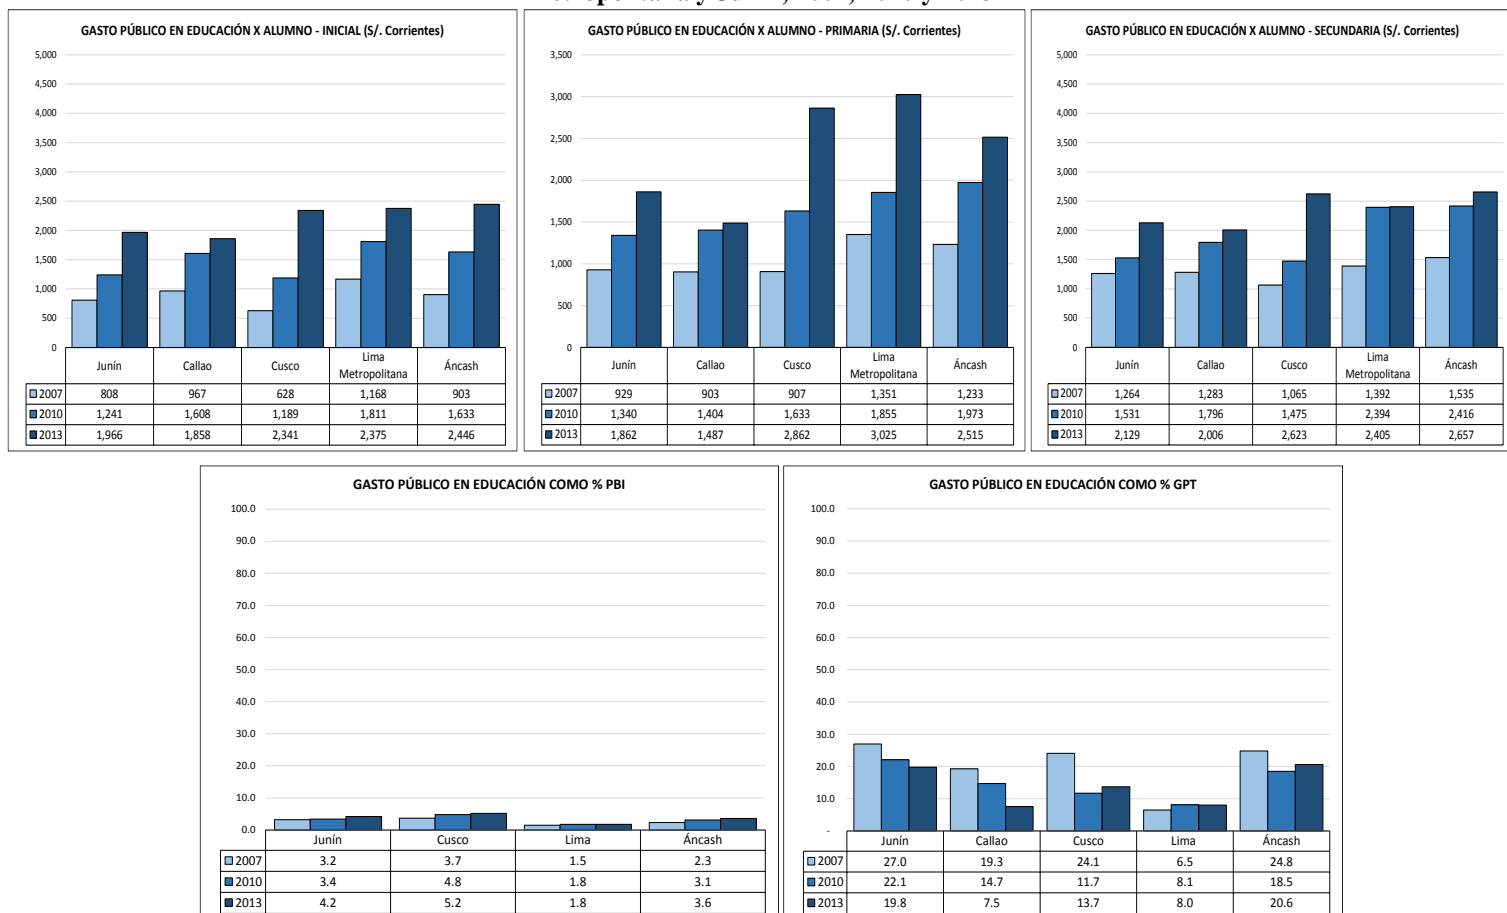 GASTO PÚBLICO EN EDUCACIÓN X ALUMNO - INICIAL (S/. Corrientes)
5,000
4,500
4,000
3,500
3,000
2,500
2,000
1,500
1,000
500
0
Junín Callao Cusco Lima Metropolitana Áncash
2007 808 967 628 1,168 903
2010 1,241 1,608 1,189 1,811 1,633
2013 1,966 1,858 2,341 2,375 2,446
GASTO PÚBLICO EN EDUCACIÓN X ALUMNO - PRIMARIA (S/. Corrientes)
3,500
3,000
2,500
2,000
1,500
1,000
500
0
Junín Callao Cusco Lima Metropolitana Áncash
2007 929 903 907 1,351 1,233
2010 1,340 1,404 1,633 1,855 1,973
2013 1,862 1,487 2,862 3,025 2,515
GASTO PÚBLICO EN EDUCACIÓN X ALUMNO - SECUNDARIA (S/. Corrientes)
5,000
4,500
4,000
3,500
3,000
2,500
2,000
1,500
1,000
500
0
Junín Callao Cusco Lima Metropolitana Áncash
2007 1,264 1,283 1,065 1,392 1,535
2010 1,531 1,796 1,475 2,394 2,416
2013 2,129 2,006 2,623 2,405 2,657
GASTO PÚBLICO EN EDUCACIÓN COMO % PBI
100.0
90.0
80.0
70.0
60.0
50.0
40.0
30.0
20.0
10.0
0.0
Junín Cusco Lima Áncash
2007 3.2 3.7 1.5 2.3
2010 3.4 4.8 1.8 3.1
2013 4.2 5.2 1.8 3.6
GASTO PÚBLICO EN EDUCACIÓN COMO % GPT
100.0
90.0
80.0
70.0
60.0
50.0
40.0
30.0
20.0
10.0
-
Junín Callao Cusco Lima Áncash
2007 27.0 19.3 24.1 6.5 24.8
2010 22.1 14.7 11.7 8.1 18.5
2013 19.8 7.5 13.7 8.0 20.6